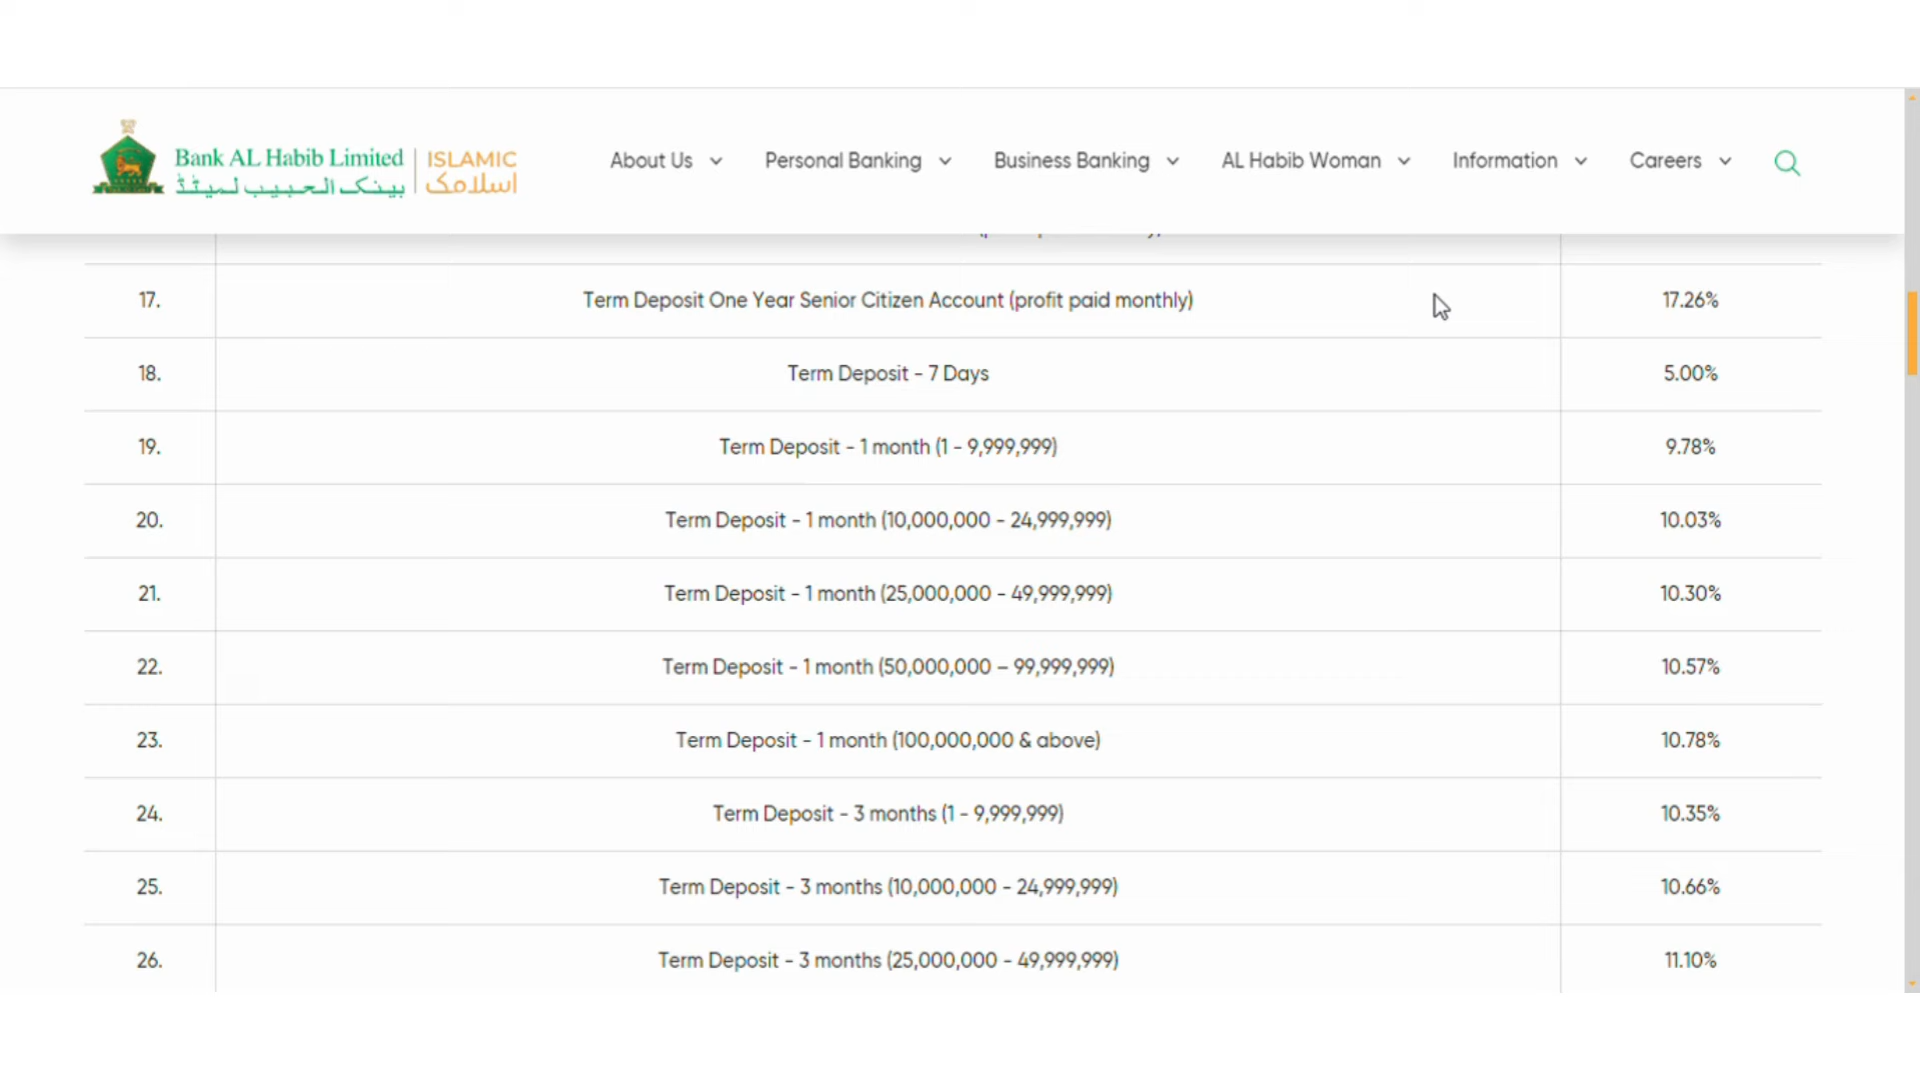 Bank AL Habib Limited
بینک الحبیب لمیٹڈ
ISLAMIC
اسلامک
About Us
Personal Banking
Business Banking
AL Habib Woman
Information
Careers
17. Term Deposit One Year Senior Citizen Account (profit paid monthly) 17.26%
18. Term Deposit - 7 Days 5.00%
19. Term Deposit - 1 month (1 - 9,999,999) 9.78%
20. Term Deposit - 1 month (10,000,000 - 24,999,999) 10.03%
21. Term Deposit - 1 month (25,000,000 - 49,999,999) 10.30%
22. Term Deposit - 1 month (50,000,000 – 99,999,999) 10.57%
23. Term Deposit - 1 month (100,000,000 & above) 10.78%
24. Term Deposit - 3 months (1 - 9,999,999) 10.35%
25. Term Deposit - 3 months (10,000,000 - 24,999,999) 10.66%
26. Term Deposit - 3 months (25,000,000 - 49,999,999) 11.10%